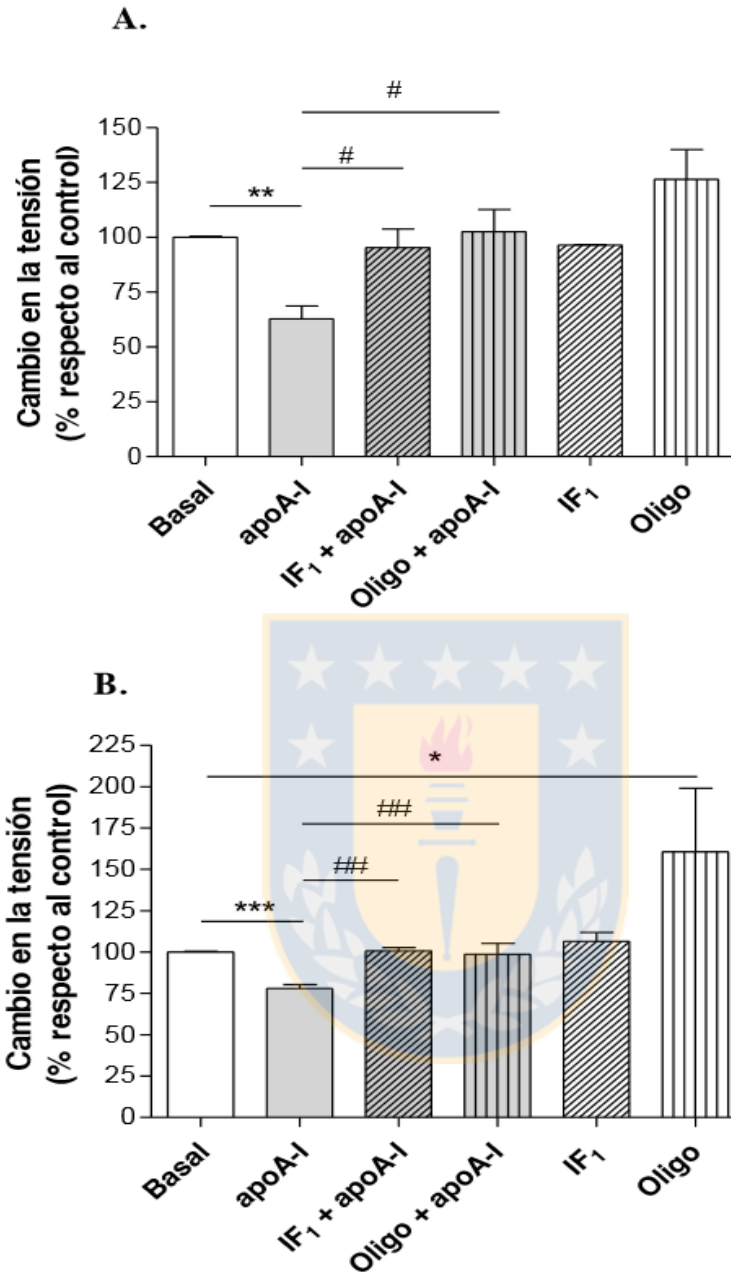 A.
#
#
**
150
125
100
75
50
25
0
Cambio en la tensión
(% respecto al control)
Basal
apoA-I
IF₁ + apoA-I
Oligo + apoA-I
IF₁
Oligo
B.
*
###
###
***
225
200
175
150
125
100
75
50
25
0
Cambio en la tensión
(% respecto al control)
Basal
apoA-I
IF₁ + apoA-I
Oligo + apoA-I
IF₁
Oligo